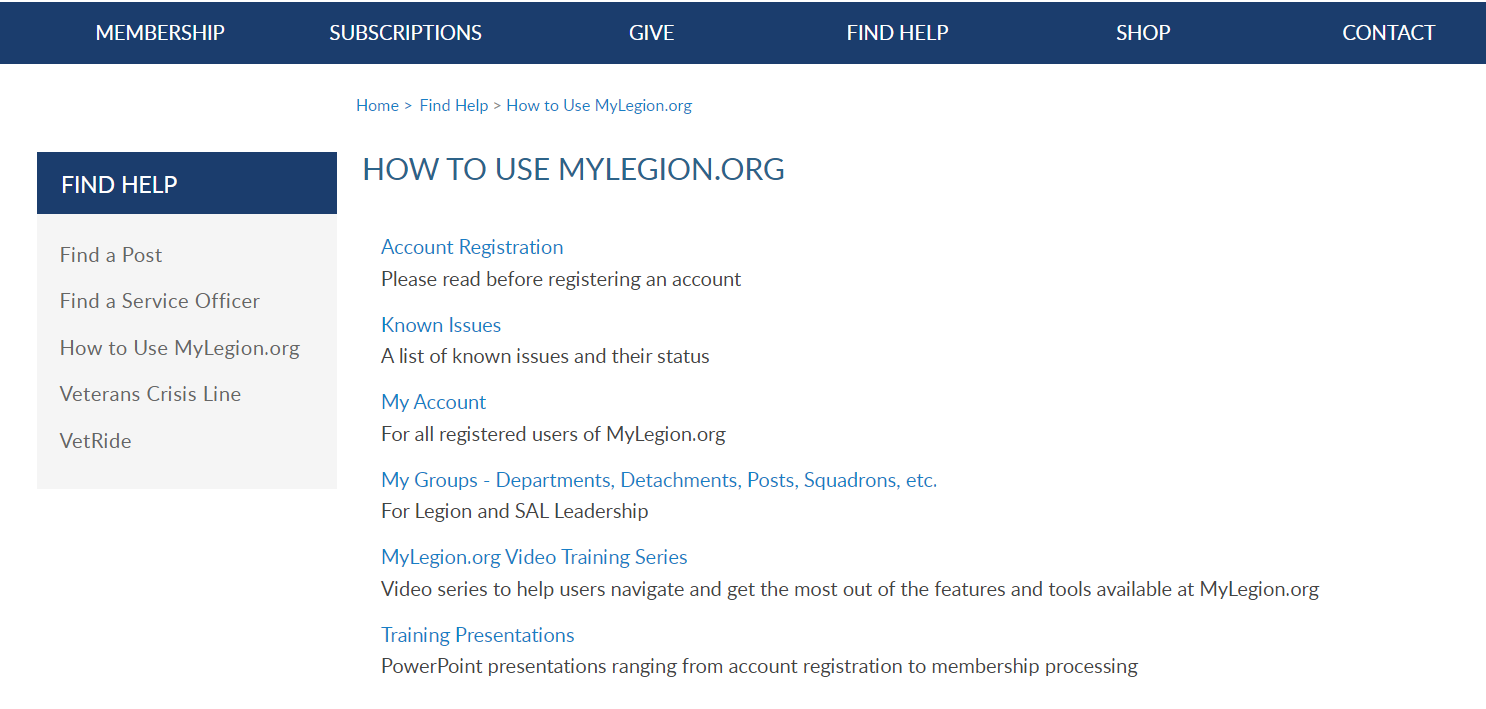 MEMBERSHIP SUBSCRIPTIONS GIVE FIND HELP SHOP CONTACT
Home > Find Help > How to Use MyLegion.org
FIND HELP
Find a Post
Find a Service Officer
How to Use MyLegion.org
Veterans Crisis Line
VetRide
HOW TO USE MYLEGION.ORG
Account Registration
Please read before registering an account
Known Issues
A list of known issues and their status
My Account
For all registered users of MyLegion.org
My Groups - Departments, Detachments, Posts, Squadrons, etc.
For Legion and SAL Leadership
MyLegion.org Video Training Series
Video series to help users navigate and get the most out of the features and tools available at MyLegion.org
Training Presentations
PowerPoint presentations ranging from account registration to membership processing